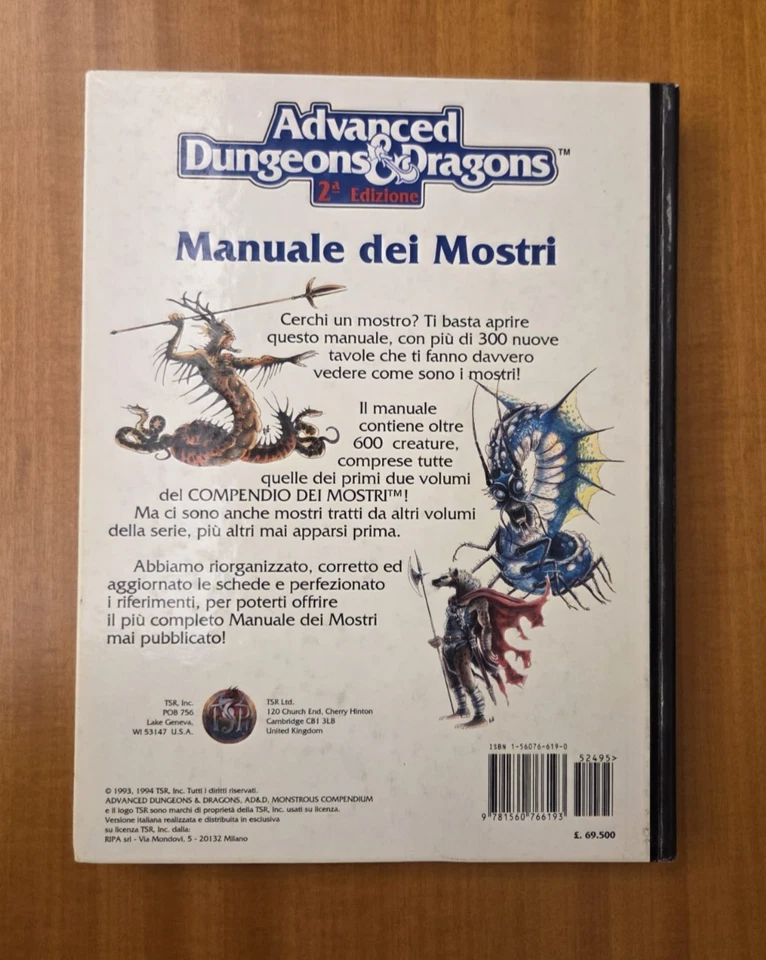 Advanced
Dungeons & Dragons™
2ª Edizione
Manuale dei Mostri
Cerchi un mostro? Ti basta aprire
questo manuale, con più di 300 nuove
tavole che ti fanno davvero
vedere come sono i mostri!
Il manuale
contiene oltre
600 creature,
comprese tutte
quelle dei primi due volumi
del COMPENDIO DEI MOSTRI™!
Ma ci sono anche mostri tratti da altri volumi
della serie, più altri mai apparsi prima.
Abbiamo riorganizzato, corretto ed
aggiornato le schede e perfezionato
i riferimenti, per poterti offrire
il più completo Manuale dei Mostri
mai pubblicato!
TSR, Inc.
POB 756
Lake Geneva,
WI 53147 U.S.A.
TSR
TSR Ltd.
120 Church End, Cherry Hinton
Cambridge CB1 3LB
United Kingdom
ISBN 1-56076-619-0
52495>
9 781560 766193
£. 69.500
© 1993, 1994 TSR, Inc. Tutti i diritti riservati.
ADVANCED DUNGEONS & DRAGONS, AD&D, MONSTROUS COMPENDIUM
e il logo TSR sono marchi di proprietà della TSR, Inc. usati su licenza.
Versione italiana realizzata e distribuita in esclusiva
su licenza TSR, Inc. dalla:
RIPA srl - Via Mondovì, 5 - 20132 Milano